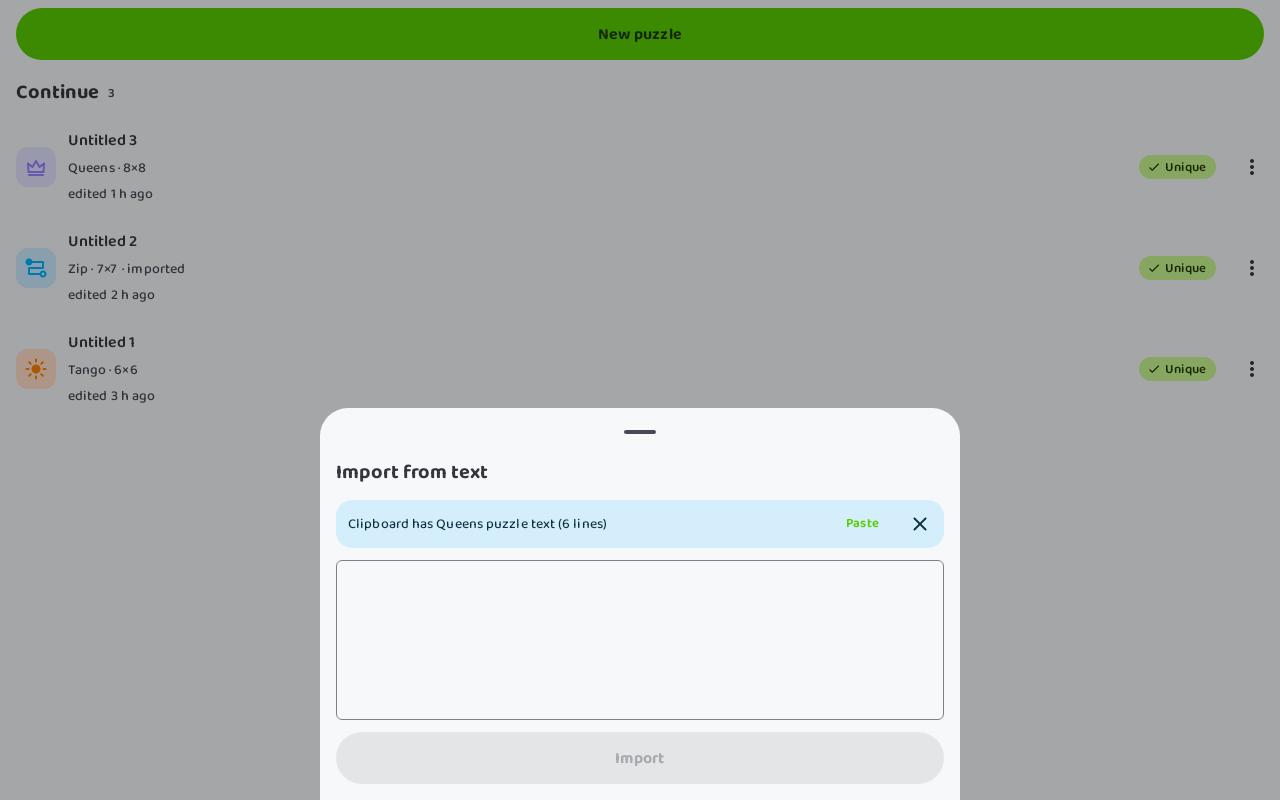 New puzzle
Continue 3
Untitled 3
Queens · 8×8
edited 1 h ago
Unique
Untitled 2
Zip · 7×7 · imported
edited 2 h ago
Unique
Untitled 1
Tango · 6×6
edited 3 h ago
Unique
Import from text
Clipboard has Queens puzzle text (6 lines)
Paste
Import